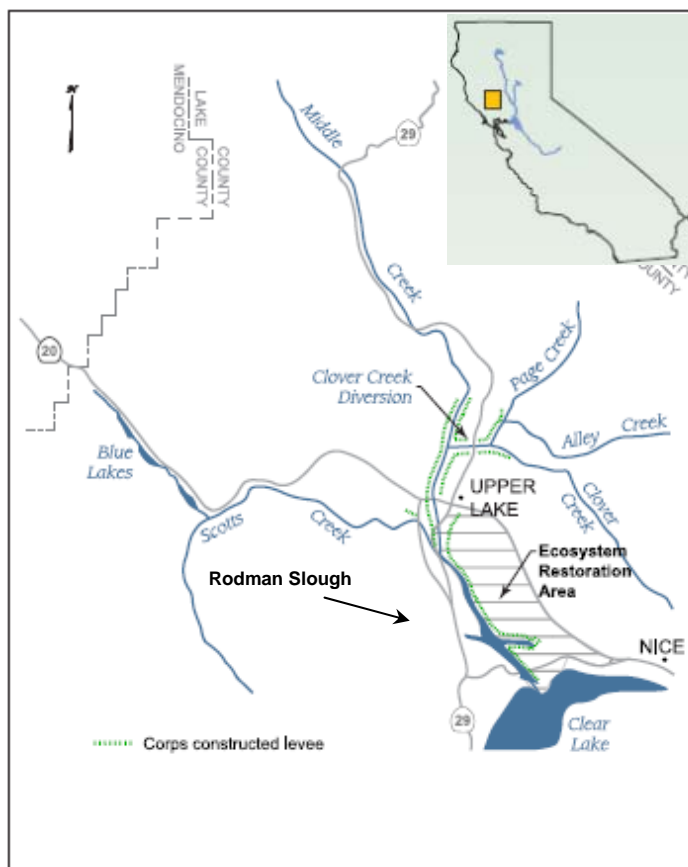 N
LAKE
COUNTY
MENDOCINO
COUNTY
Middle
29
Creek
COUNTY
20
Clover Creek
Diversion
Page Creek
Alley Creek
Blue
Lakes
Clover
Creek
UPPER
LAKE
Scotts
Creek
Ecosystem
Restoration
Area
Rodman Slough
NICE
29
Clear
Lake
Corps constructed levee